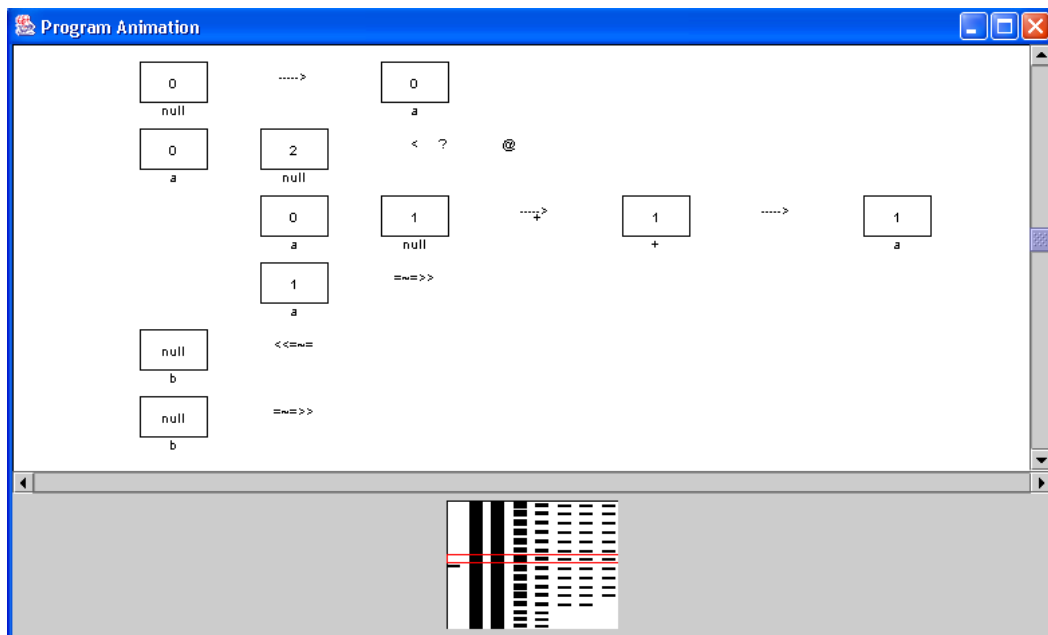 Program Animation
0 ----> 0
null a
0 2 < ? @
a null
0 1 ----> + 1 ----> 1
a null + a
1 =~=>>
a
null <<=~=
b
null =~=>>
b